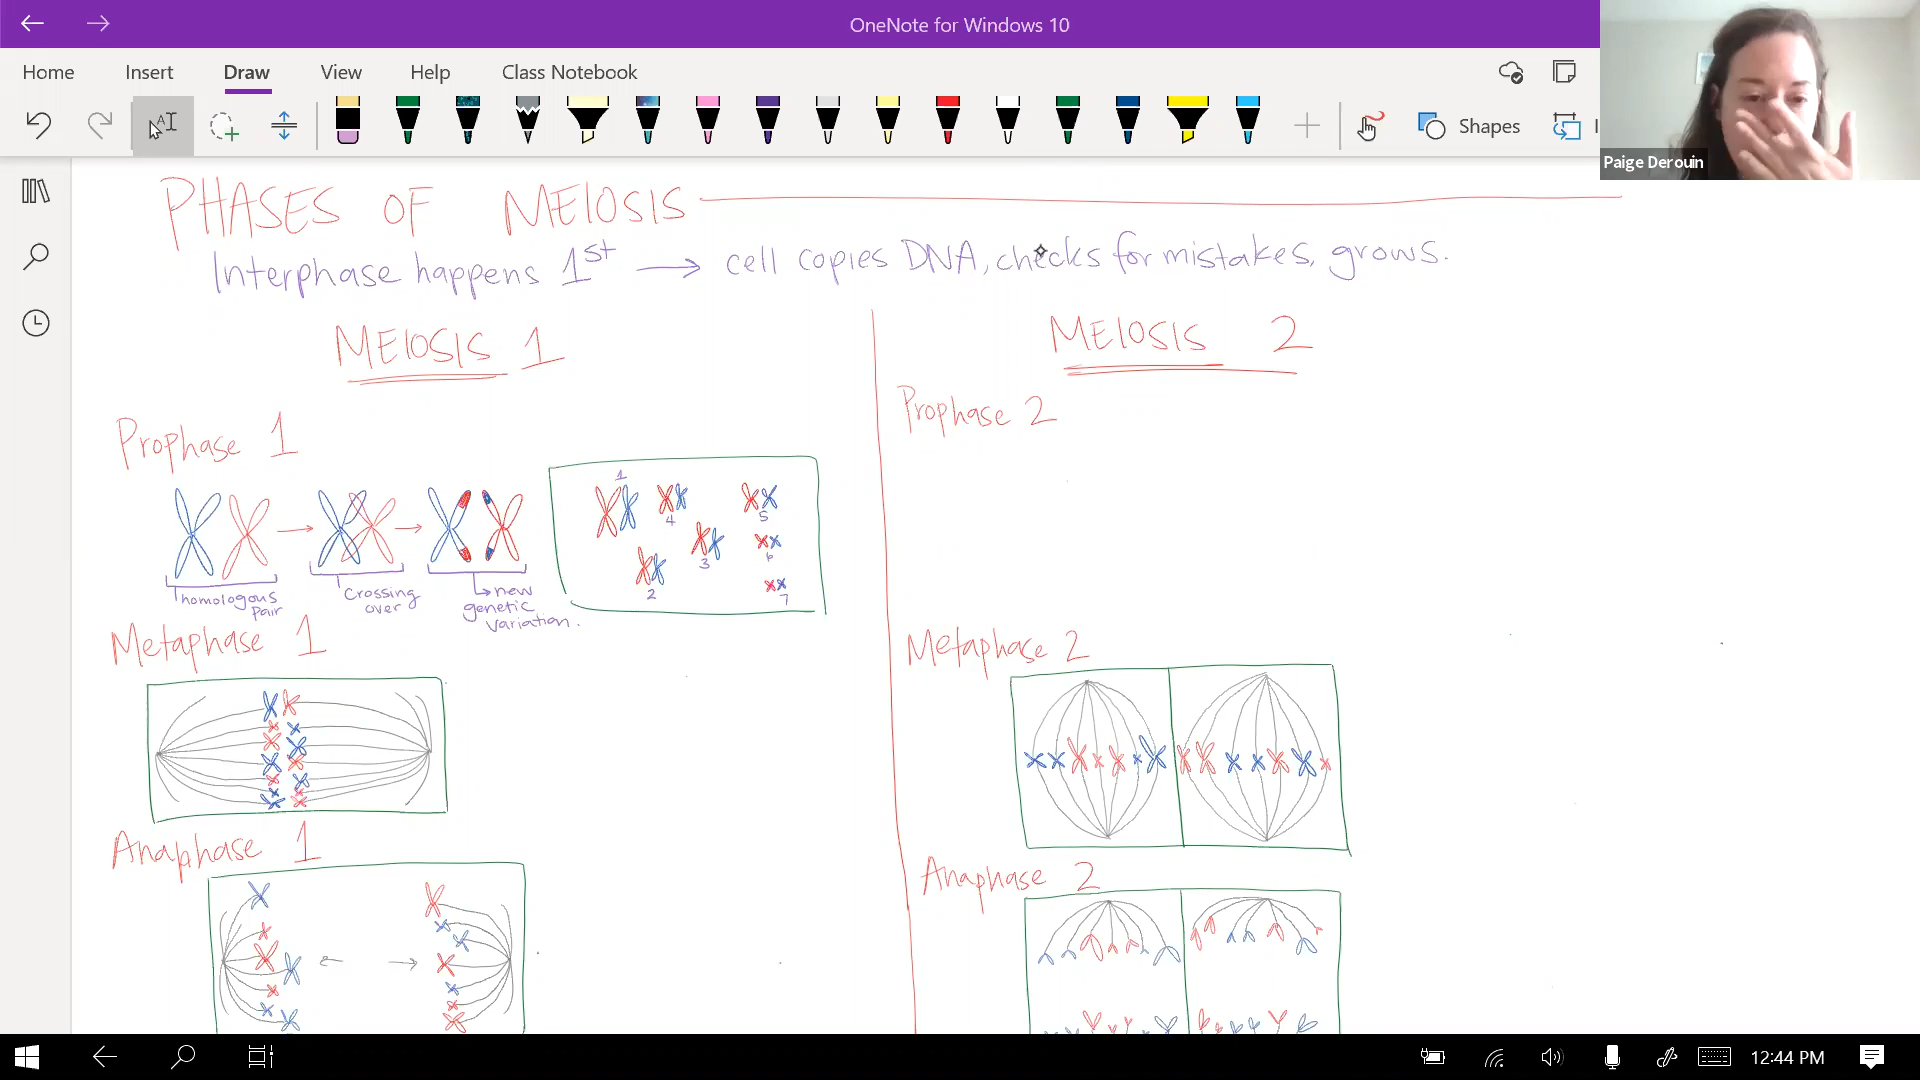 OneNote for Windows 10
Home Insert Draw View Help Class Notebook
Shapes
Paige Derouin
PHASES OF MEIOSIS
Interphase happens 1st → cell copies DNA, checks for mistakes, grows.
MEIOSIS 1
MEIOSIS 2
Prophase 1
1
4
5
3
6
2
7
homologous
pair
Crossing
over
new
genetic
variation.
Metaphase 1
Anaphase 1
Prophase 2
Metaphase 2
Anaphase 2
12:44 PM